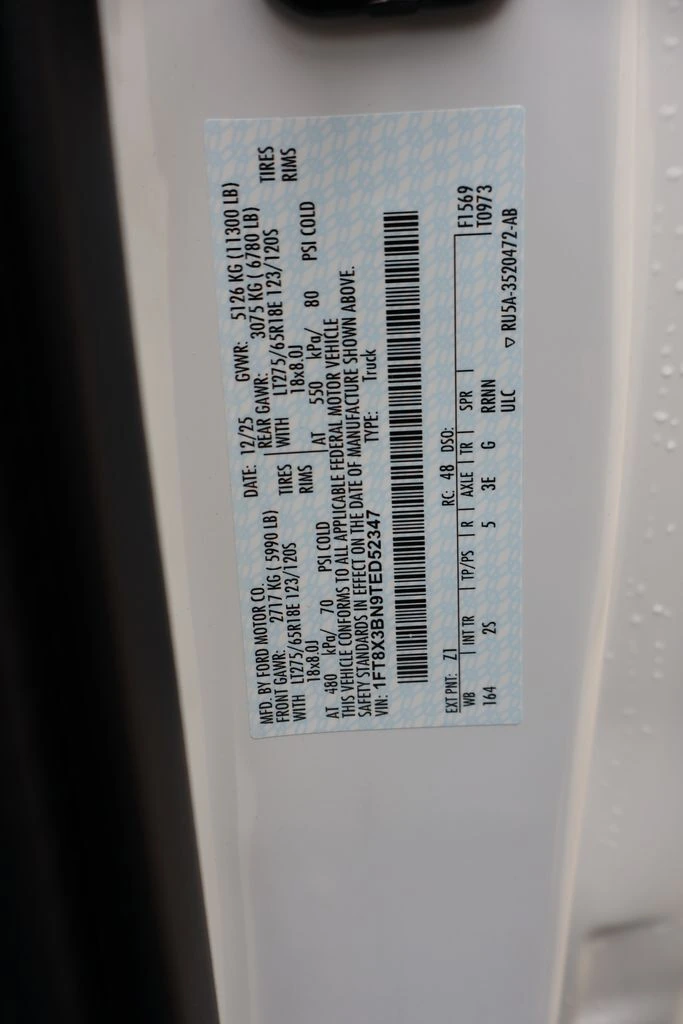 MFD. BY FORD MOTOR CO.
DATE: 12/25 GVWR: 5126 KG (11300 LB)
FRONT GAWR: 2717 KG ( 5990 LB) REAR GAWR: 3075 KG ( 6780 LB)
WITH LT275/65R18E 123/120S TIRES WITH LT275/65R18E 123/120S TIRES
18x8.0J RIMS 18x8.0J RIMS
AT 480 kPa/ 70 PSI COLD AT 550 kPa/ 80 PSI COLD
THIS VEHICLE CONFORMS TO ALL APPLICABLE FEDERAL MOTOR VEHICLE
SAFETY STANDARDS IN EFFECT ON THE DATE OF MANUFACTURE SHOWN ABOVE.
VIN: 1FT8X3BN9TED52347 TYPE: Truck
EXT PNT: Z1 RC: 48 DSO: F1569
WB INT TR TP/PS R AXLE TR SPR T0973
164 2S 5 3E G RRNN
ULC ▽ RU5A-3520472-AB